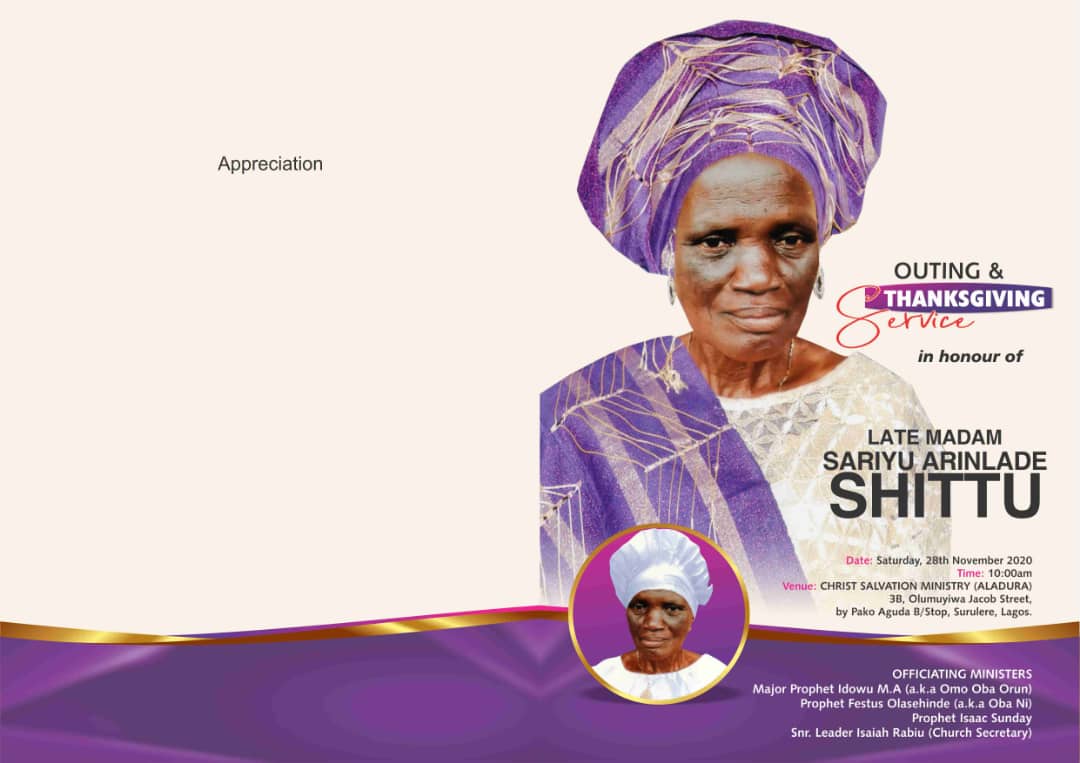 Appreciation
OUTING &
THANKSGIVING
Service
in honour of
LATE MADAM
SARIYU ARINLADE
SHITTU
Date: Saturday, 28th November 2020
Time: 10:00am
Venue: CHRIST SALVATION MINISTRY (ALADURA)
3B, Olumuyiwa Jacob Street,
by Pako Aguda B/Stop, Surulere, Lagos.
OFFICIATING MINISTERS
Major Prophet Idowu M.A (a.k.a Omo Oba Orun)
Prophet Festus Olasehinde (a.k.a Oba Ni)
Prophet Isaac Sunday
Snr. Leader Isaiah Rabiu (Church Secretary)